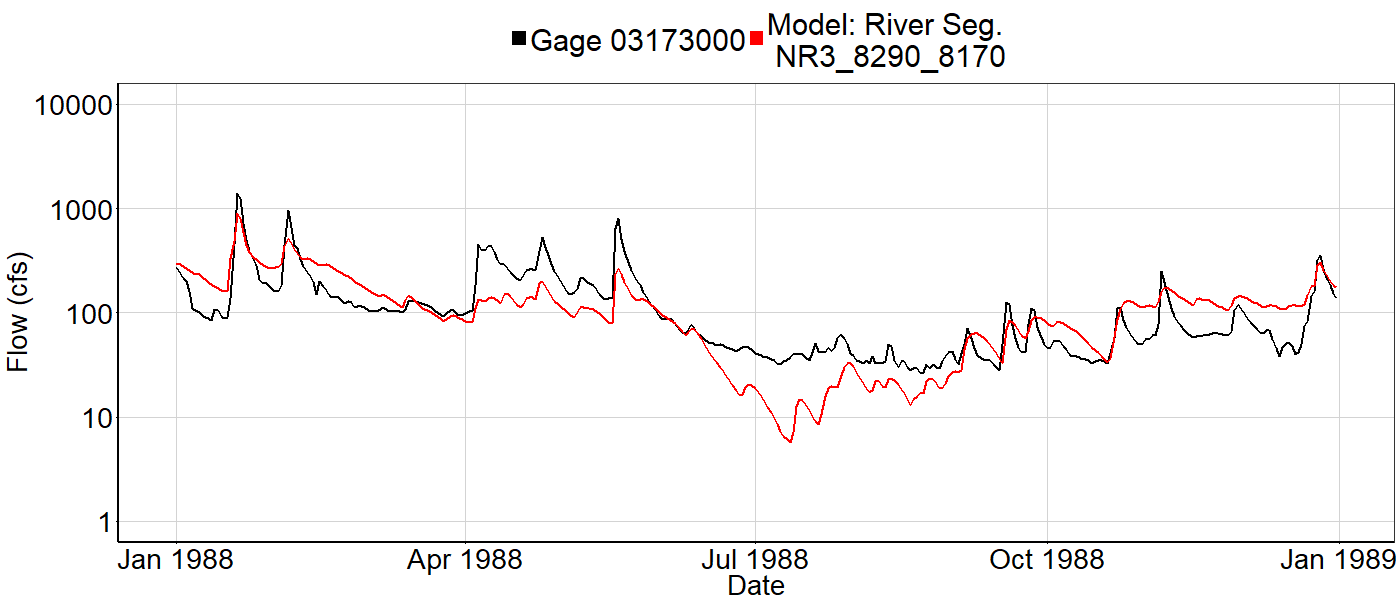 Gage 03173000
Model: River Seg.
NR3_8290_8170
10000
1000
100
10
1
Flow (cfs)
Jan 1988
Apr 1988
Jul 1988
Oct 1988
Jan 1989
Date